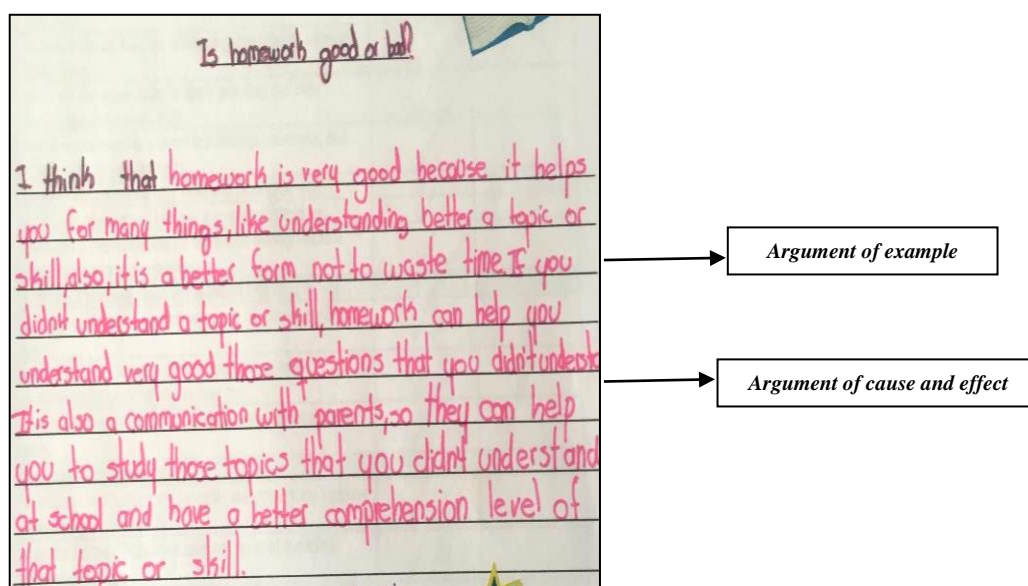 Is homework good or bad?
I think that homework is very good because it helps
you for many things, like understanding better a topic or
skill, also, it is a better form not to waste time. If you
Argument of example
didn't understand a topic or skill, homework can help you
understand very good those questions that you didn't understa
Argument of cause and effect
It is also a communication with parents, so they can help
you to study those topics that you didn't understand
at school and have a better comprehension level of
that topic or skill.